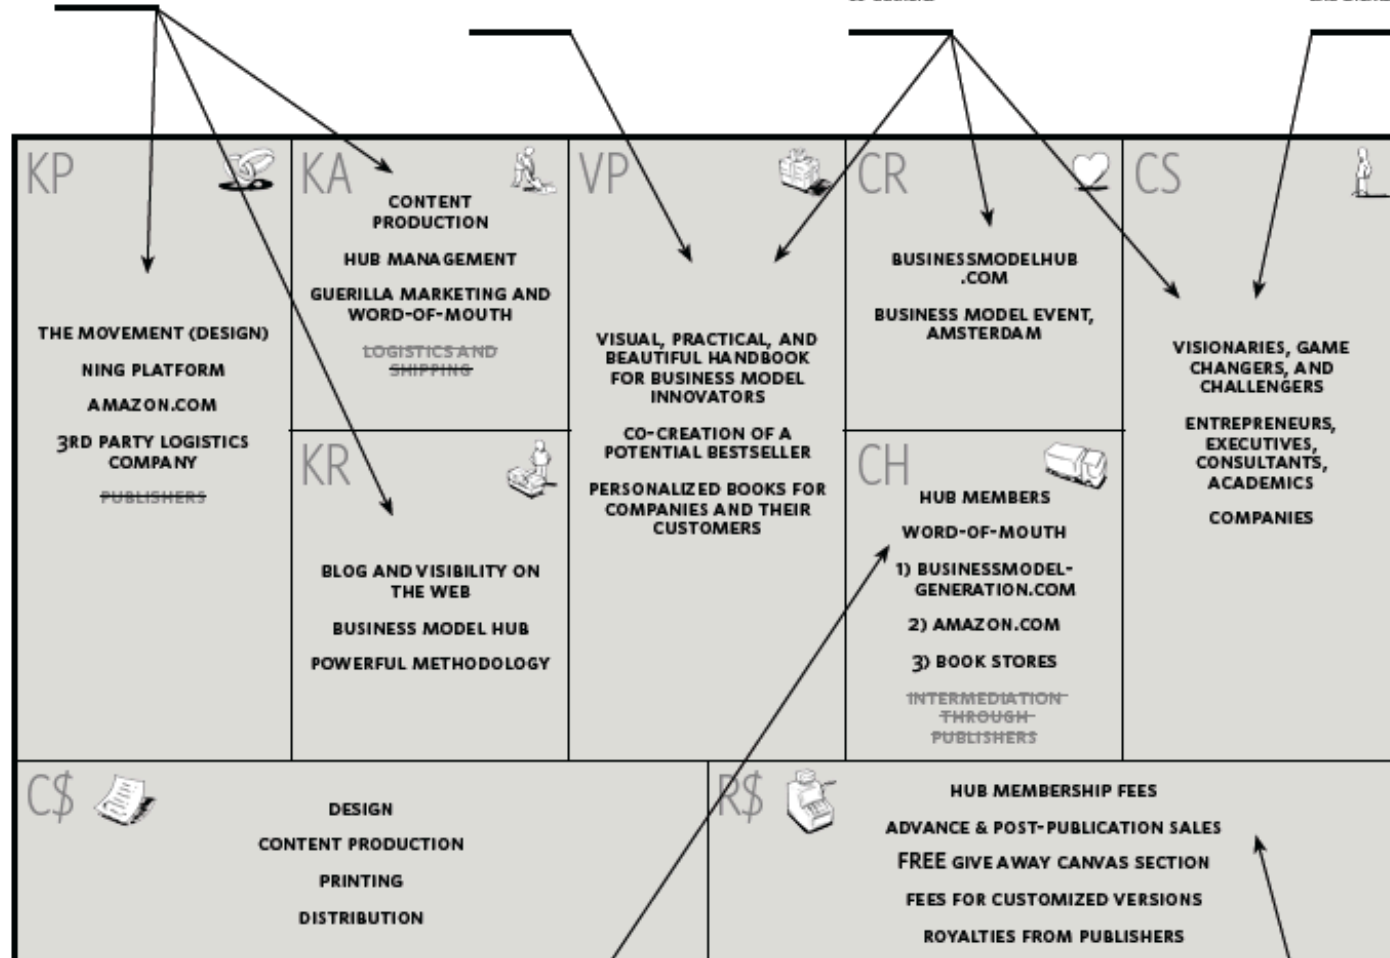 KP
THE MOVEMENT (DESIGN)
NING PLATFORM
AMAZON.COM
3RD PARTY LOGISTICS
COMPANY
PUBLISHERS
KA
CONTENT
PRODUCTION
HUB MANAGEMENT
GUERILLA MARKETING AND
WORD-OF-MOUTH
LOGISTICS AND
SHIPPING
KR
BLOG AND VISIBILITY ON
THE WEB
BUSINESS MODEL HUB
POWERFUL METHODOLOGY
VP
VISUAL, PRACTICAL, AND
BEAUTIFUL HANDBOOK
FOR BUSINESS MODEL
INNOVATORS
CO-CREATION OF A
POTENTIAL BESTSELLER
PERSONALIZED BOOKS FOR
COMPANIES AND THEIR
CUSTOMERS
CR
BUSINESSMODELHUB
.COM
BUSINESS MODEL EVENT,
AMSTERDAM
CH
HUB MEMBERS
WORD-OF-MOUTH
1) BUSINESSMODEL-
GENERATION.COM
2) AMAZON.COM
3) BOOK STORES
INTERMEDIATION
THROUGH
PUBLISHERS
CS
VISIONARIES, GAME
CHANGERS, AND
CHALLENGERS
ENTREPRENEURS,
EXECUTIVES,
CONSULTANTS,
ACADEMICS
COMPANIES
C$
DESIGN
CONTENT PRODUCTION
PRINTING
DISTRIBUTION
R$
HUB MEMBERSHIP FEES
ADVANCE & POST-PUBLICATION SALES
FREE GIVE AWAY CANVAS SECTION
FEES FOR CUSTOMIZED VERSIONS
ROYALTIES FROM PUBLISHERS